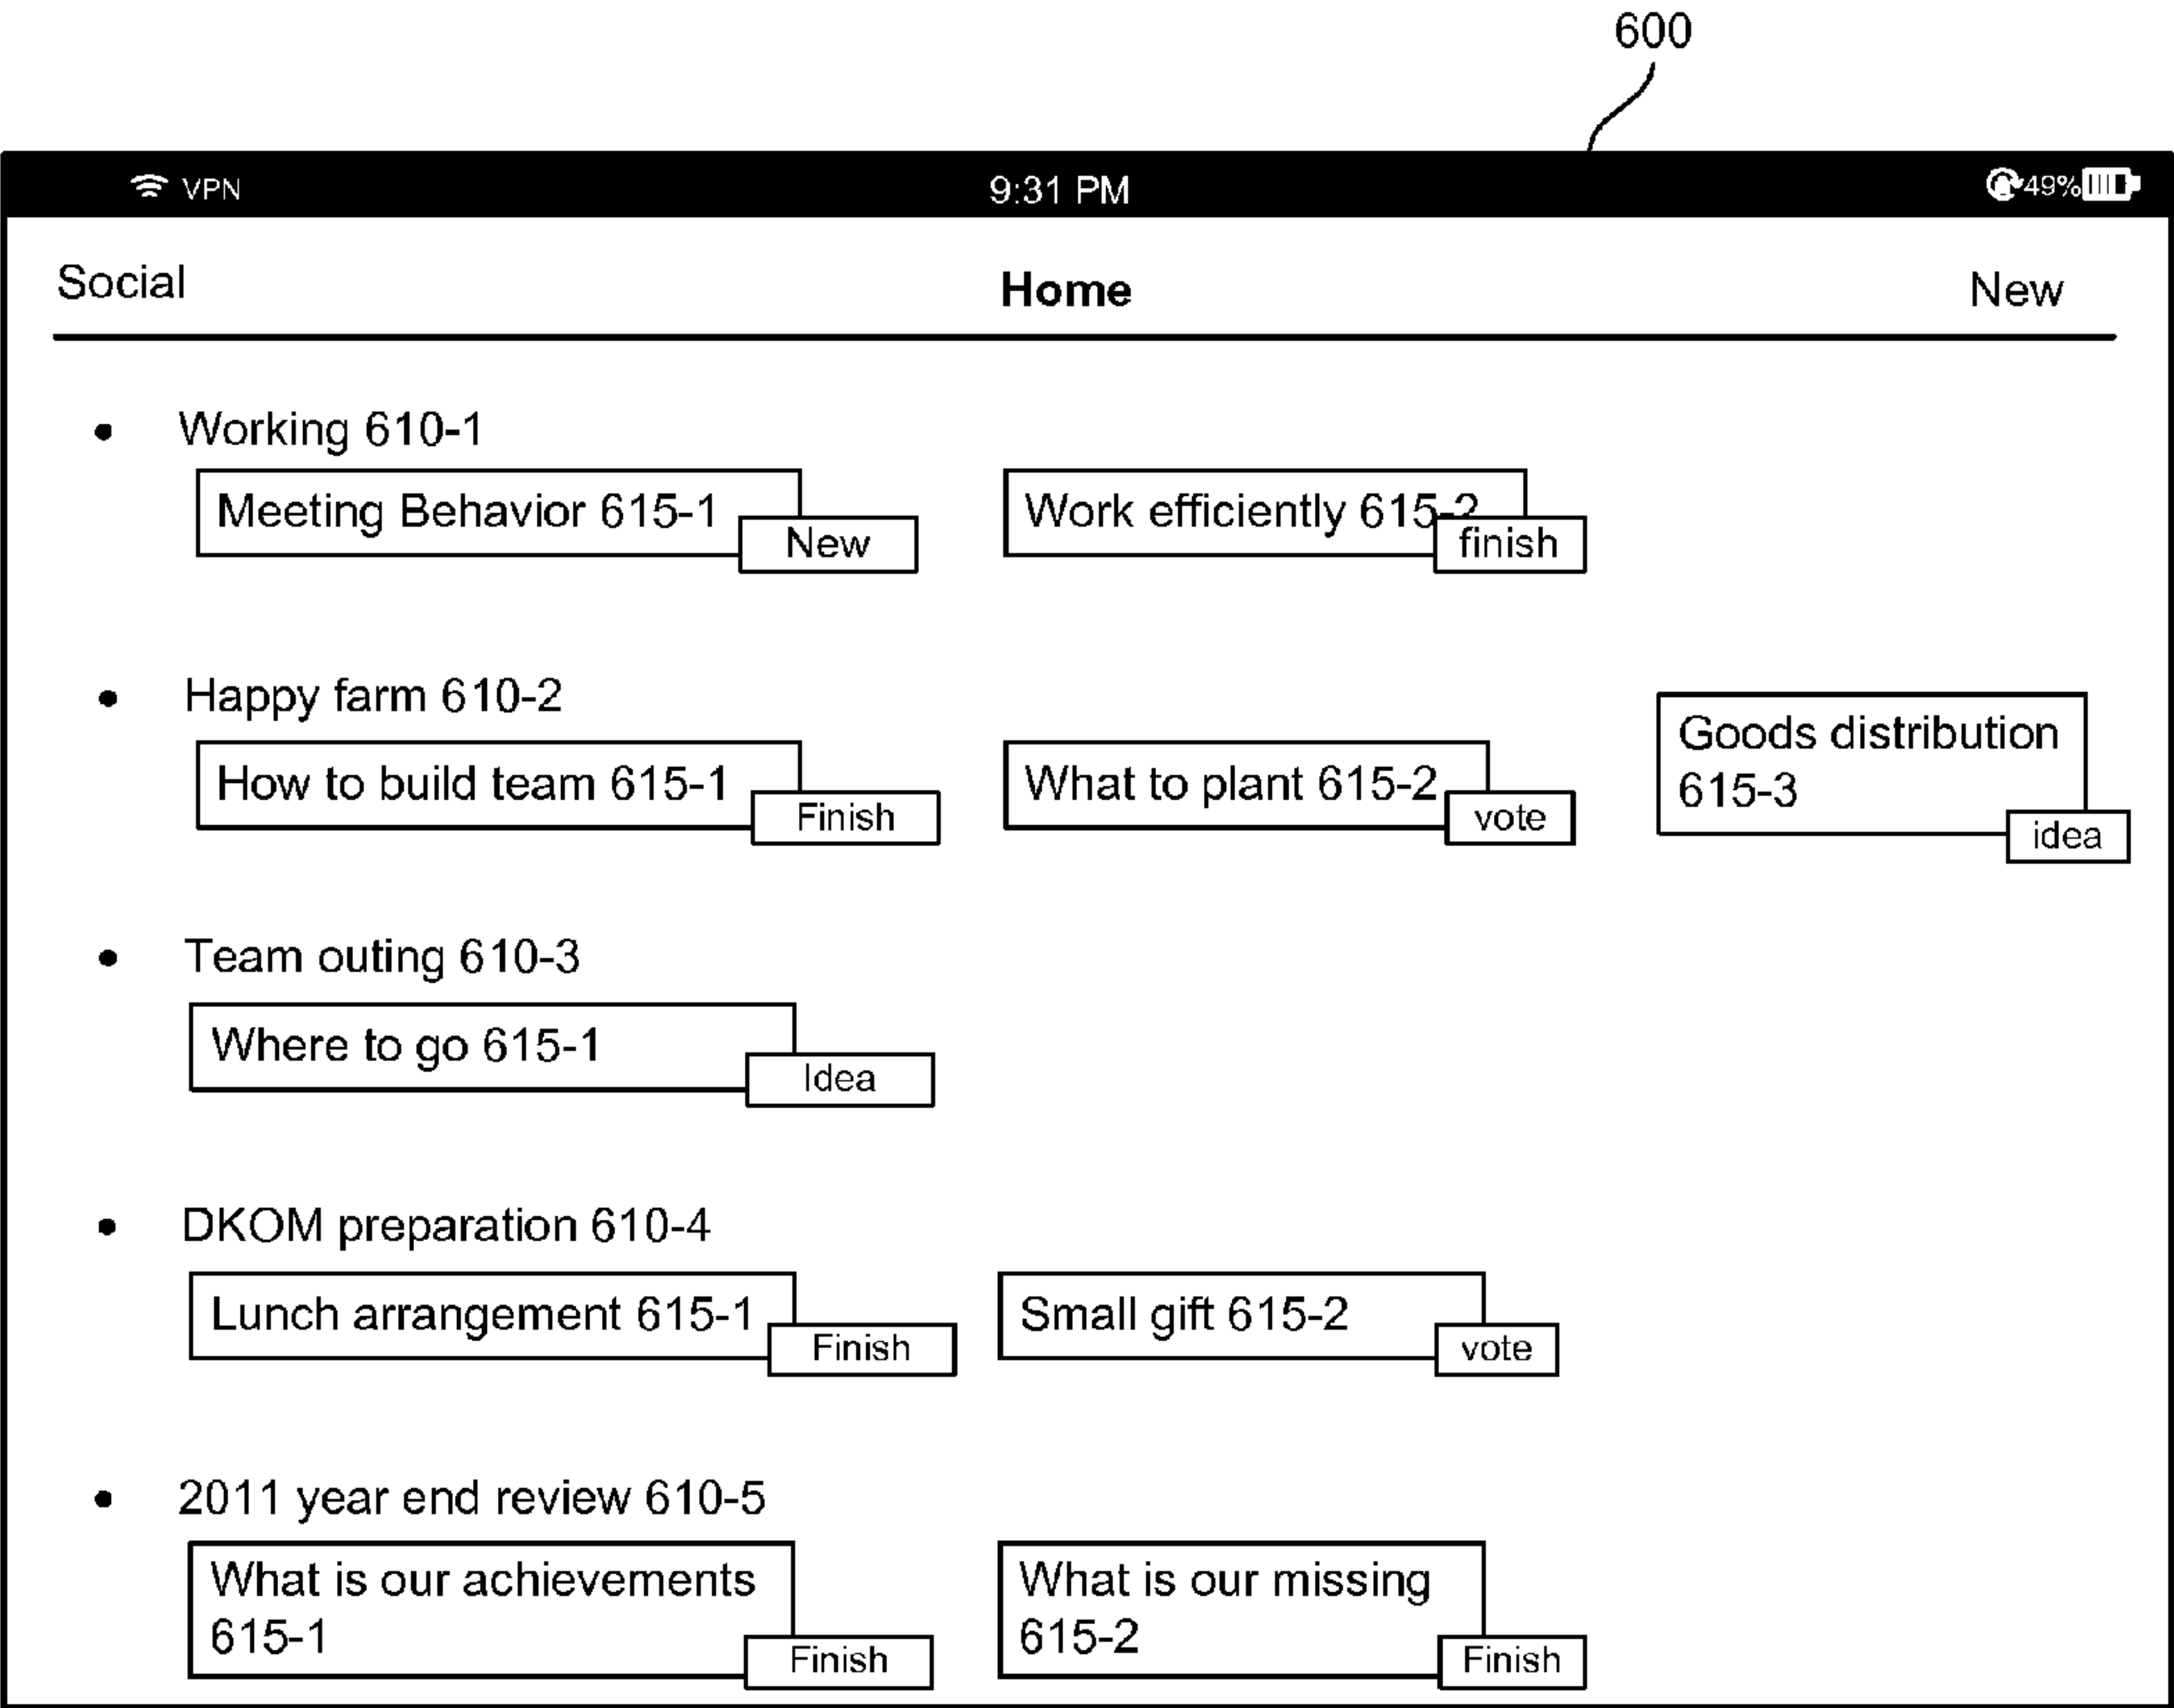 600
VPN 9:31 PM 49%
Social Home New
• Working 610-1
Meeting Behavior 615-1 Work efficiently 615-2
New finish
• Happy farm 610-2
How to build team 615-1 What to plant 615-2 Goods distribution
615-3
Finish vote idea
• Team outing 610-3
Where to go 615-1
Idea
• DKOM preparation 610-4
Lunch arrangement 615-1 Small gift 615-2
Finish vote
• 2011 year end review 610-5
What is our achievements What is our missing
615-1 615-2
Finish Finish